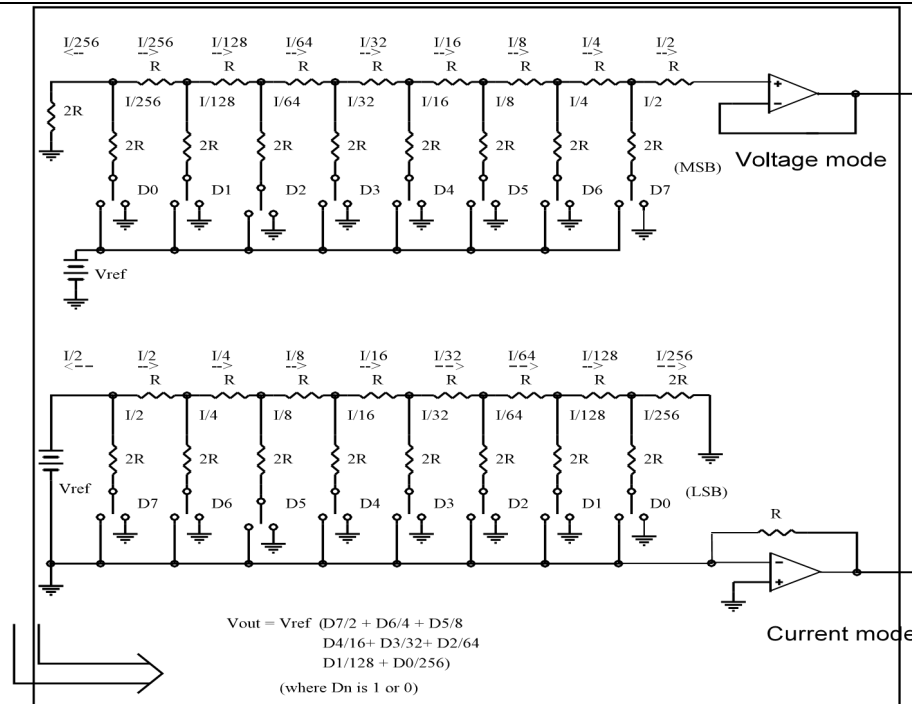 I/256 I/256 I/128 I/64 I/32 I/16 I/8 I/4 I/2
<-- --> --> --> --> --> --> --> -->
R R R R R R R R
I/256 I/128 I/64 I/32 I/16 I/8 I/4 I/2
+
2R
-
2R 2R 2R 2R 2R 2R 2R 2R
Voltage mode
(MSB)
D0 D1 D2 D3 D4 D5 D6 D7
Vref
I/2 I/2 I/4 I/8 I/16 I/32 I/64 I/128 I/256
<-- --> --> --> --> --> --> --> -->
R R R R R R R 2R
I/2 I/4 I/8 I/16 I/32 I/64 I/128 I/256
2R 2R 2R 2R 2R 2R 2R 2R
Vref
(LSB)
D7 D6 D5 D4 D3 D2 D1 D0
R
-
+
Vout = Vref (D7/2 + D6/4 + D5/8
D4/16+ D3/32+ D2/64
D1/128 + D0/256)
(where Dn is 1 or 0)
Current mode